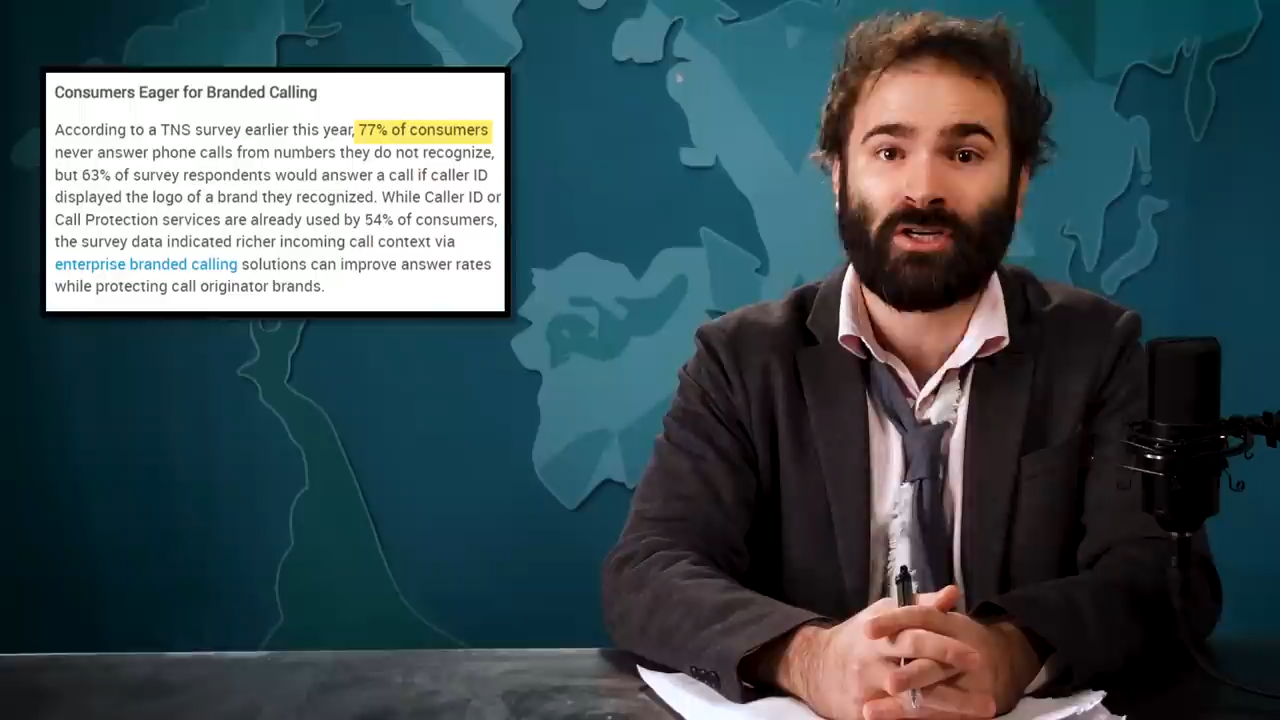 Consumers Eager for Branded Calling
According to a TNS survey earlier this year, 77% of consumers
never answer phone calls from numbers they do not recognize,
but 63% of survey respondents would answer a call if caller ID
displayed the logo of a brand they recognized. While Caller ID or
Call Protection services are already used by 54% of consumers,
the survey data indicated richer incoming call context via
enterprise branded calling solutions can improve answer rates
while protecting call originator brands.